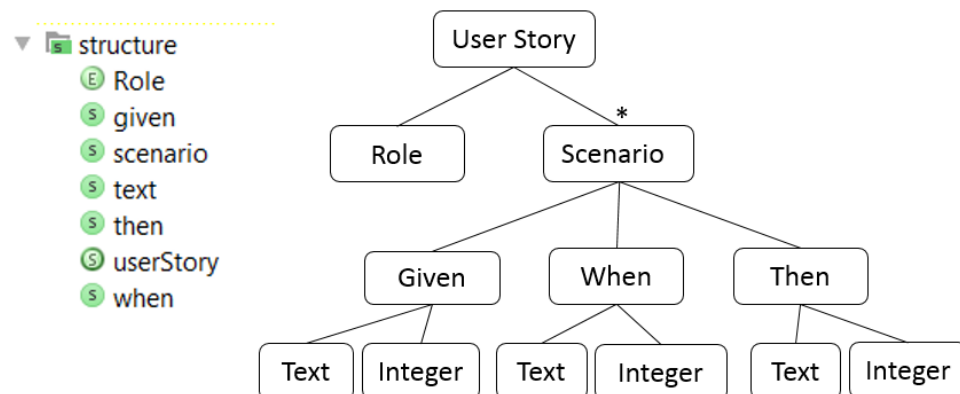 structure
E Role
S given
S scenario
S text
S then
S userStory
S when
User Story
*
Role Scenario
Given When Then
Text Integer Text Integer Text Integer